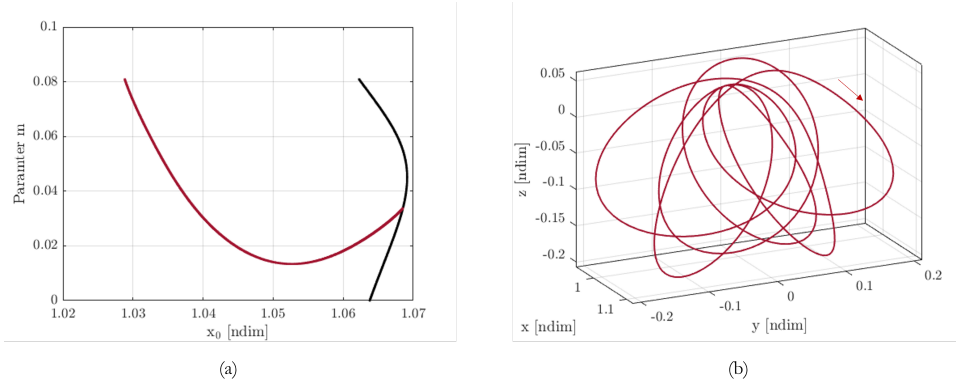 0.1
0.08
0.06
0.04
0.02
0
Paramter m
1.02 1.03 1.04 1.05 1.06 1.07
x0 [ndim]
(a)
0.05
0
-0.05
-0.1
-0.15
-0.2
z [ndim]
1
1.1
x [ndim]
-0.2 -0.1 0 0.1 0.2
y [ndim]
(b)